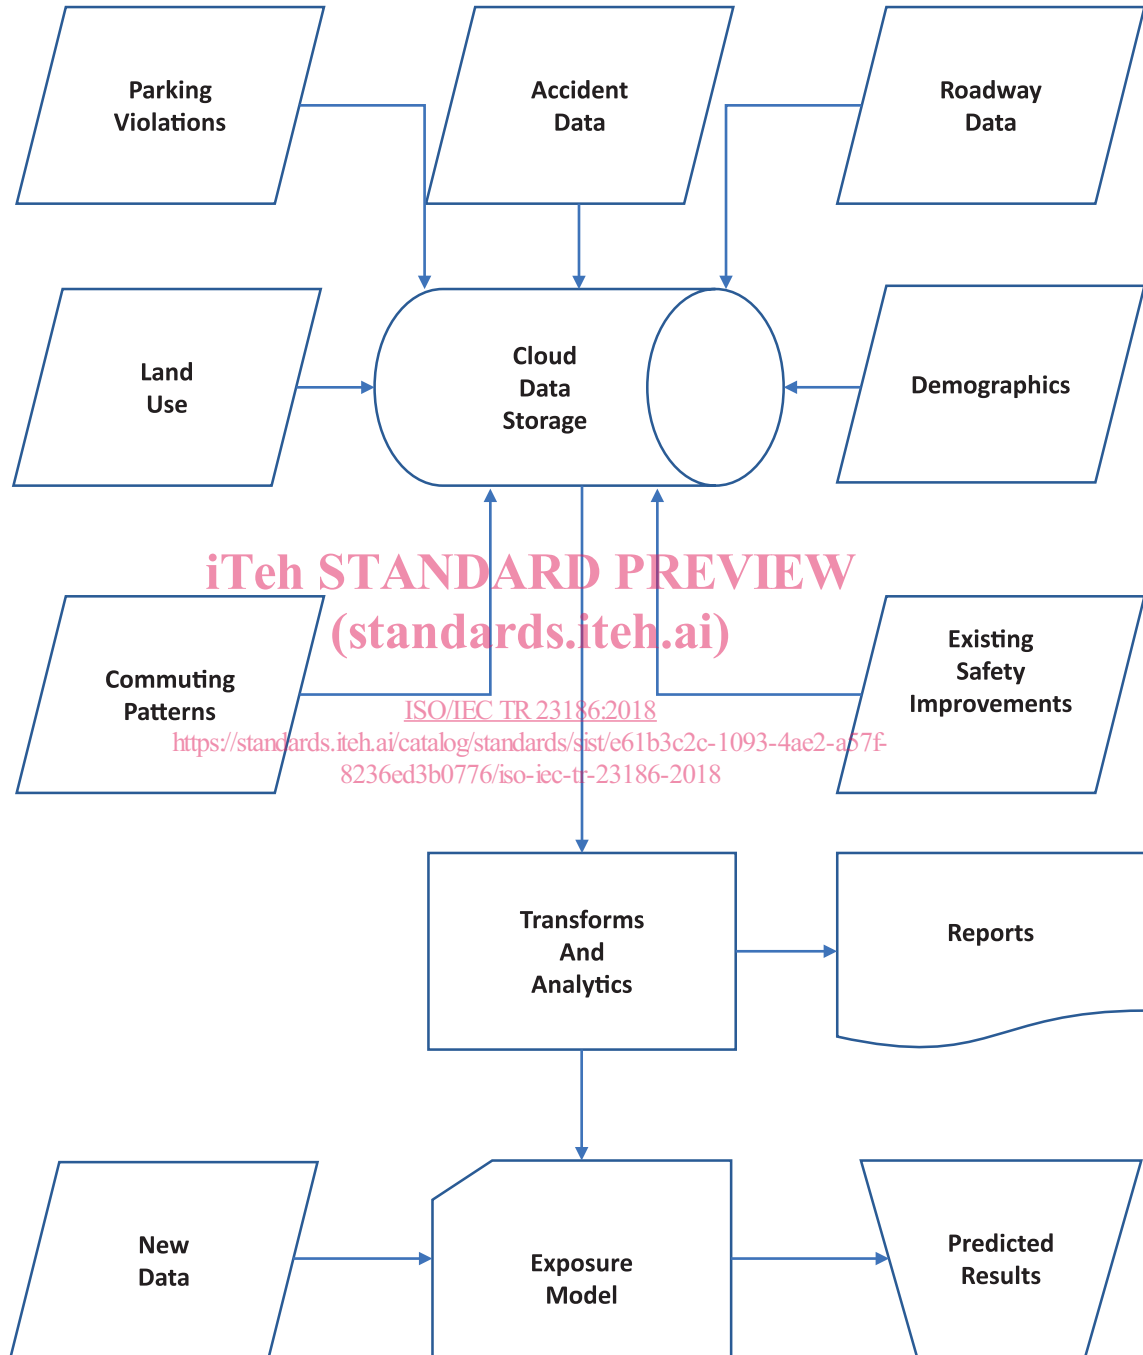 Parking
Violations
Accident
Data
Roadway
Data
Land
Use
Cloud
Data
Storage
Demographics
iTeh STANDARD PREVIEW
(standards.iteh.ai)
Commuting
Patterns
Existing
Safety
Improvements
ISO/IEC TR 23186:2018
https://standards.iteh.ai/catalog/standards/sist/e61b3c2c-1093-4ae2-a57f-
8236ed3b0776/iso-iec-tr-23186-2018
Transforms
And
Analytics
Reports
New
Data
Exposure
Model
Predicted
Results